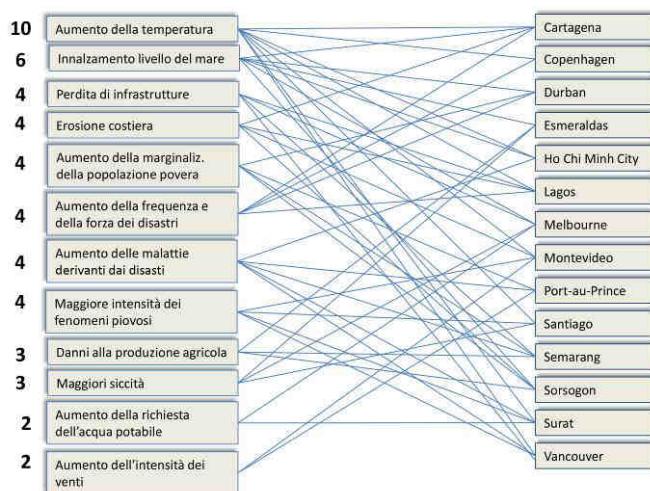 10 Aumento della temperatura
6 Innalzamento livello del mare
4 Perdita di infrastrutture
4 Erosione costiera
4 Aumento della marginaliz.
della popolazione povera
4 Aumento della frequenza e
della forza dei disastri
4 Aumento delle malattie
derivanti dai disasti
4 Maggiore intensità dei
fenomeni piovosi
3 Danni alla produzione agricola
3 Maggiori siccità
2 Aumento della richiesta
dell'acqua potabile
2 Aumento dell'intensità dei
venti
Cartagena
Copenhagen
Durban
Esmeraldas
Ho Chi Minh City
Lagos
Melbourne
Montevideo
Port-au-Prince
Santiago
Semarang
Sorsogon
Surat
Vancouver